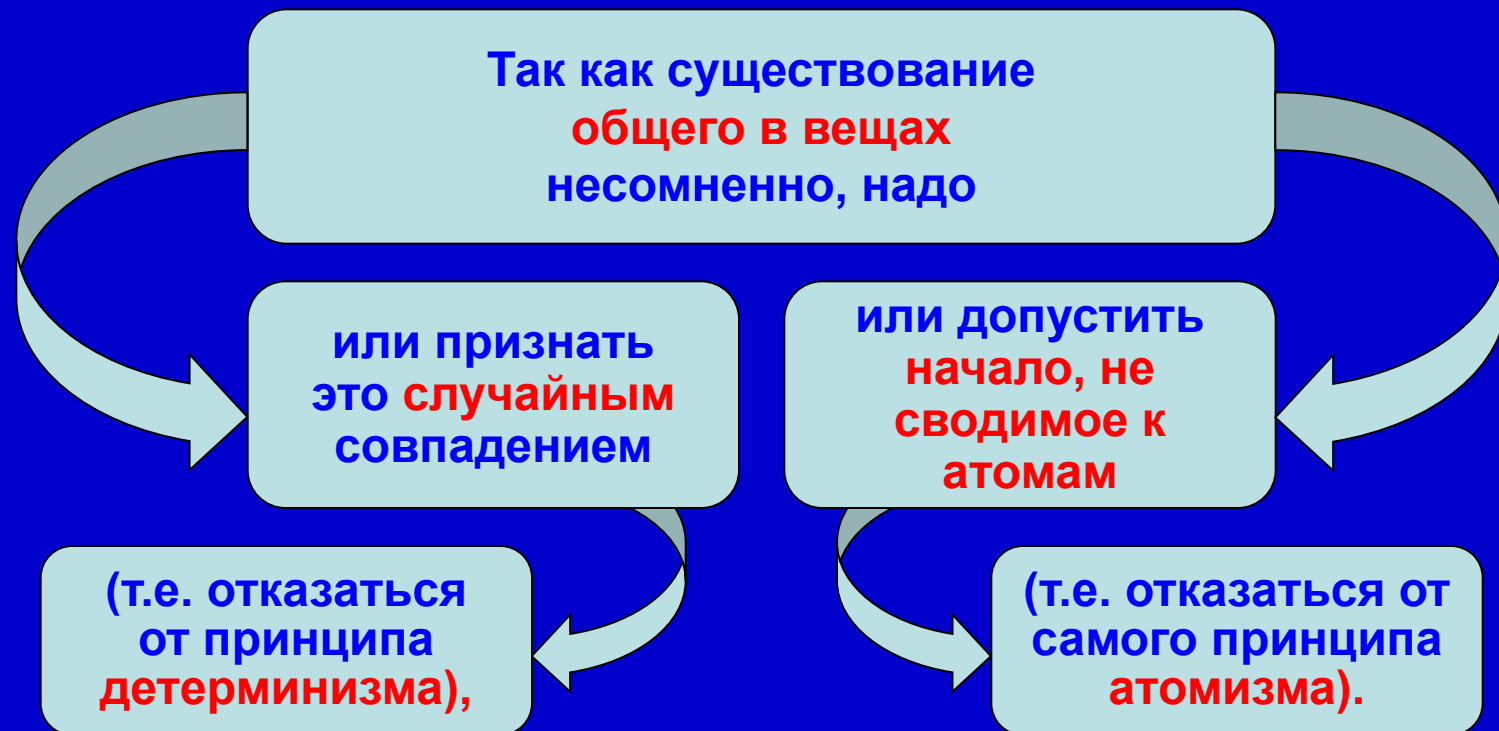 Так как существование
общего в вещах
несомненно, надо
или признать
это случайным
совпадением
или допустить
начало, не
сводимое к
атомам
(т.е. отказаться
от принципа
детерминизма),
(т.е. отказаться от
самого принципа
атомизма).